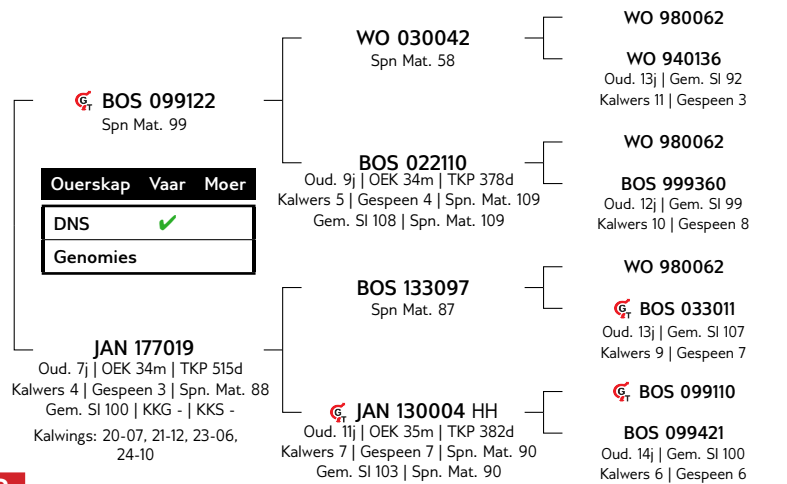 BOS 099122
Spn Mat. 99
Ouerskap Vaar Moer
DNS ✔
Genomies
JAN 177019
Oud. 7j | OEK 34m | TKP 515d
Kalwers 4 | Gespeen 3 | Spn. Mat. 88
Gem. SI 100 | KKG - | KKS -
Kalwings: 20-07, 21-12, 23-06,
24-10
WO 030042
Spn Mat. 58
BOS 022110
Oud. 9j | OEK 34m | TKP 378d
Kalwers 5 | Gespeen 4 | Spn. Mat. 109
Gem. SI 108 | Spn. Mat. 109
BOS 133097
Spn Mat. 87
GT JAN 130004 HH
Oud. 11j | OEK 35m | TKP 382d
Kalwers 7 | Gespeen 7 | Spn. Mat. 90
Gem. SI 103 | Spn. Mat. 90
WO 980062
WO 940136
Oud. 13j | Gem. SI 92
Kalwers 11 | Gespeen 3
WO 980062
BOS 999360
Oud. 12j | Gem. SI 99
Kalwers 10 | Gespeen 8
WO 980062
GT BOS 033011
Oud. 13j | Gem. SI 107
Kalwers 9 | Gespeen 7
GT BOS 099110
BOS 099421
Oud. 14j | Gem. SI 100
Kalwers 6 | Gespeen 6